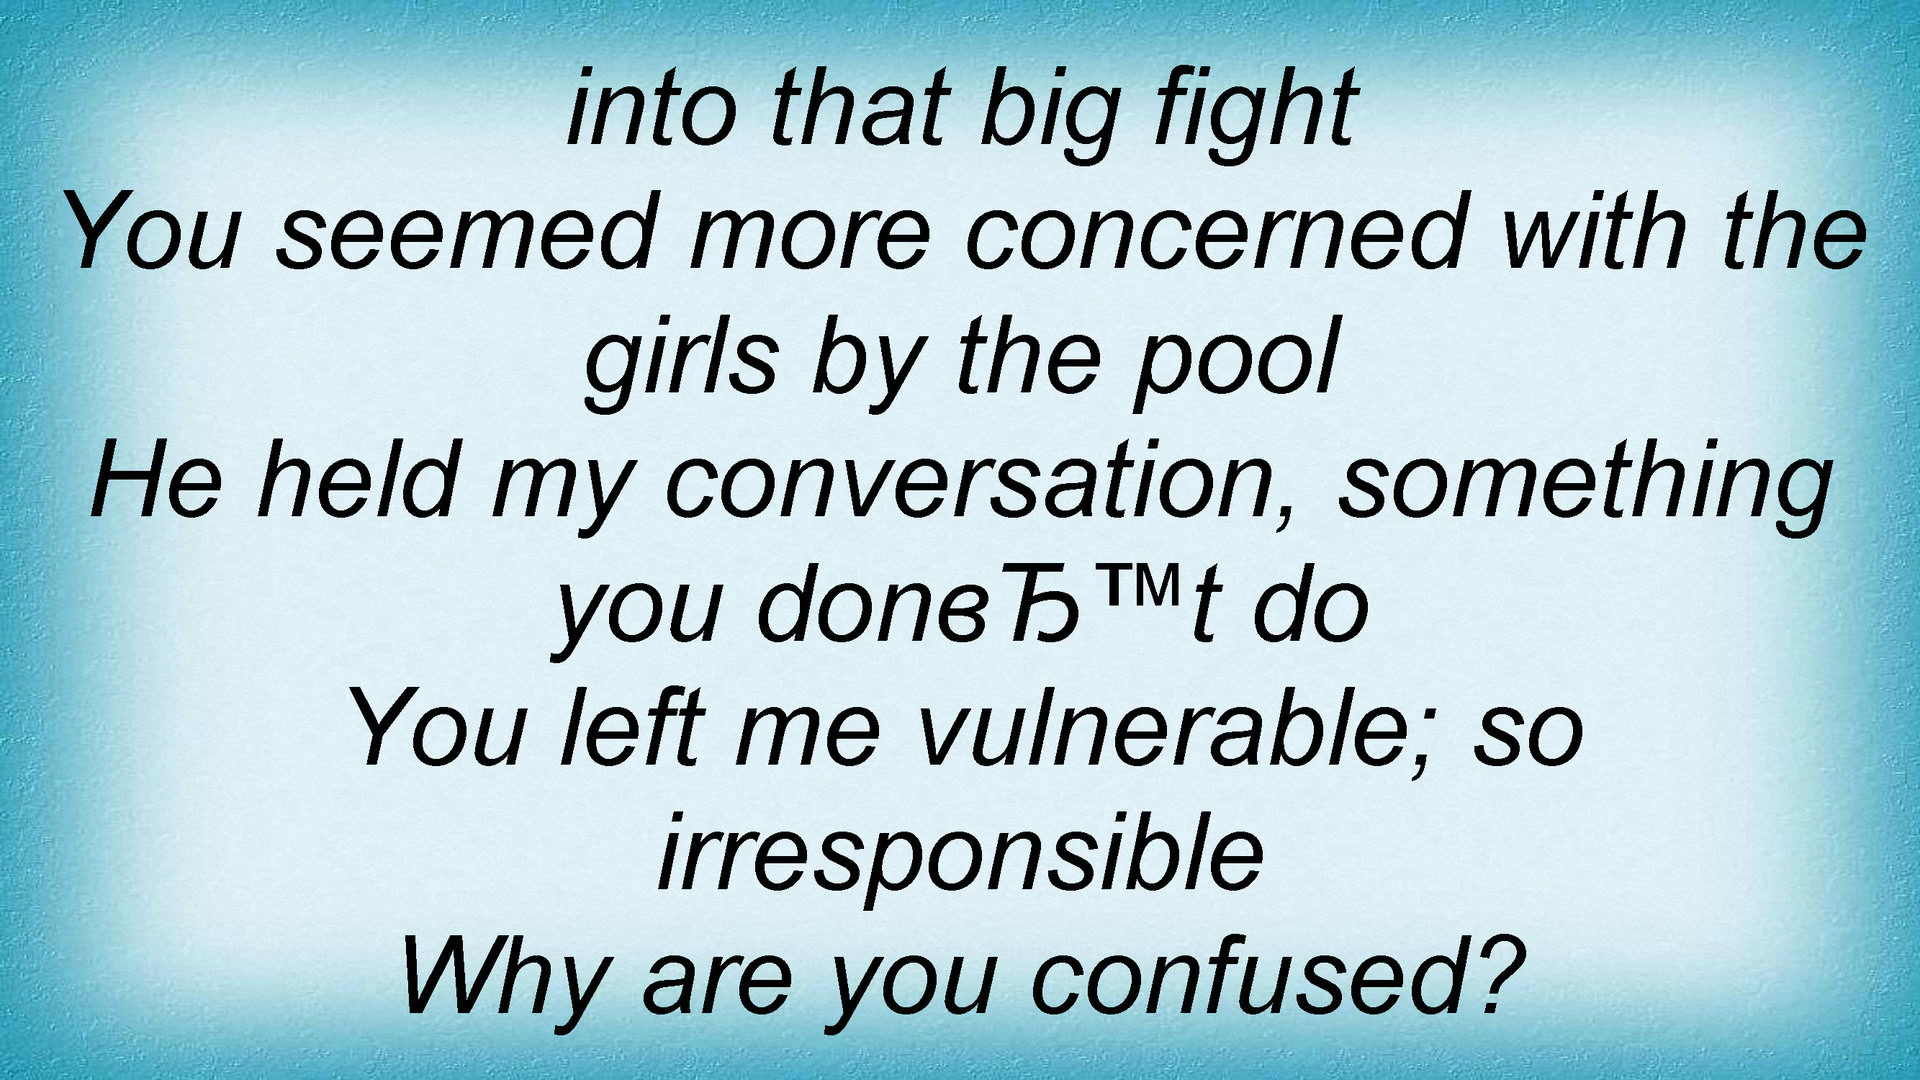 into that big fight
You seemed more concerned with the
girls by the pool
He held my conversation, something
you donвЂ™t do
You left me vulnerable; so
irresponsible
Why are you confused?